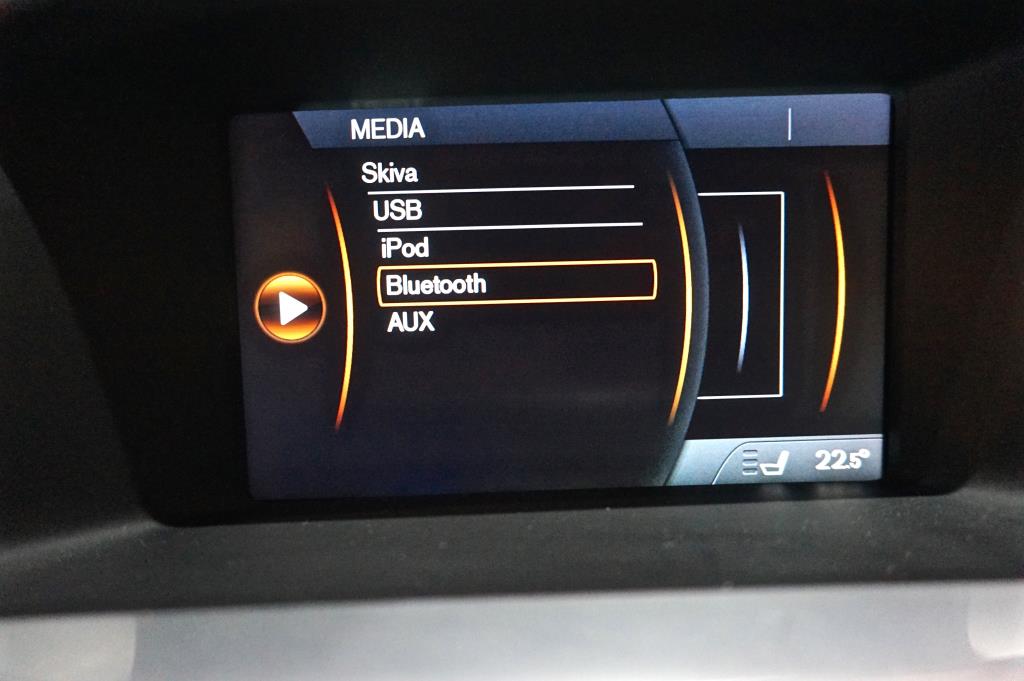 MEDIA
Skiva
USB
iPod
Bluetooth
AUX
22.5°